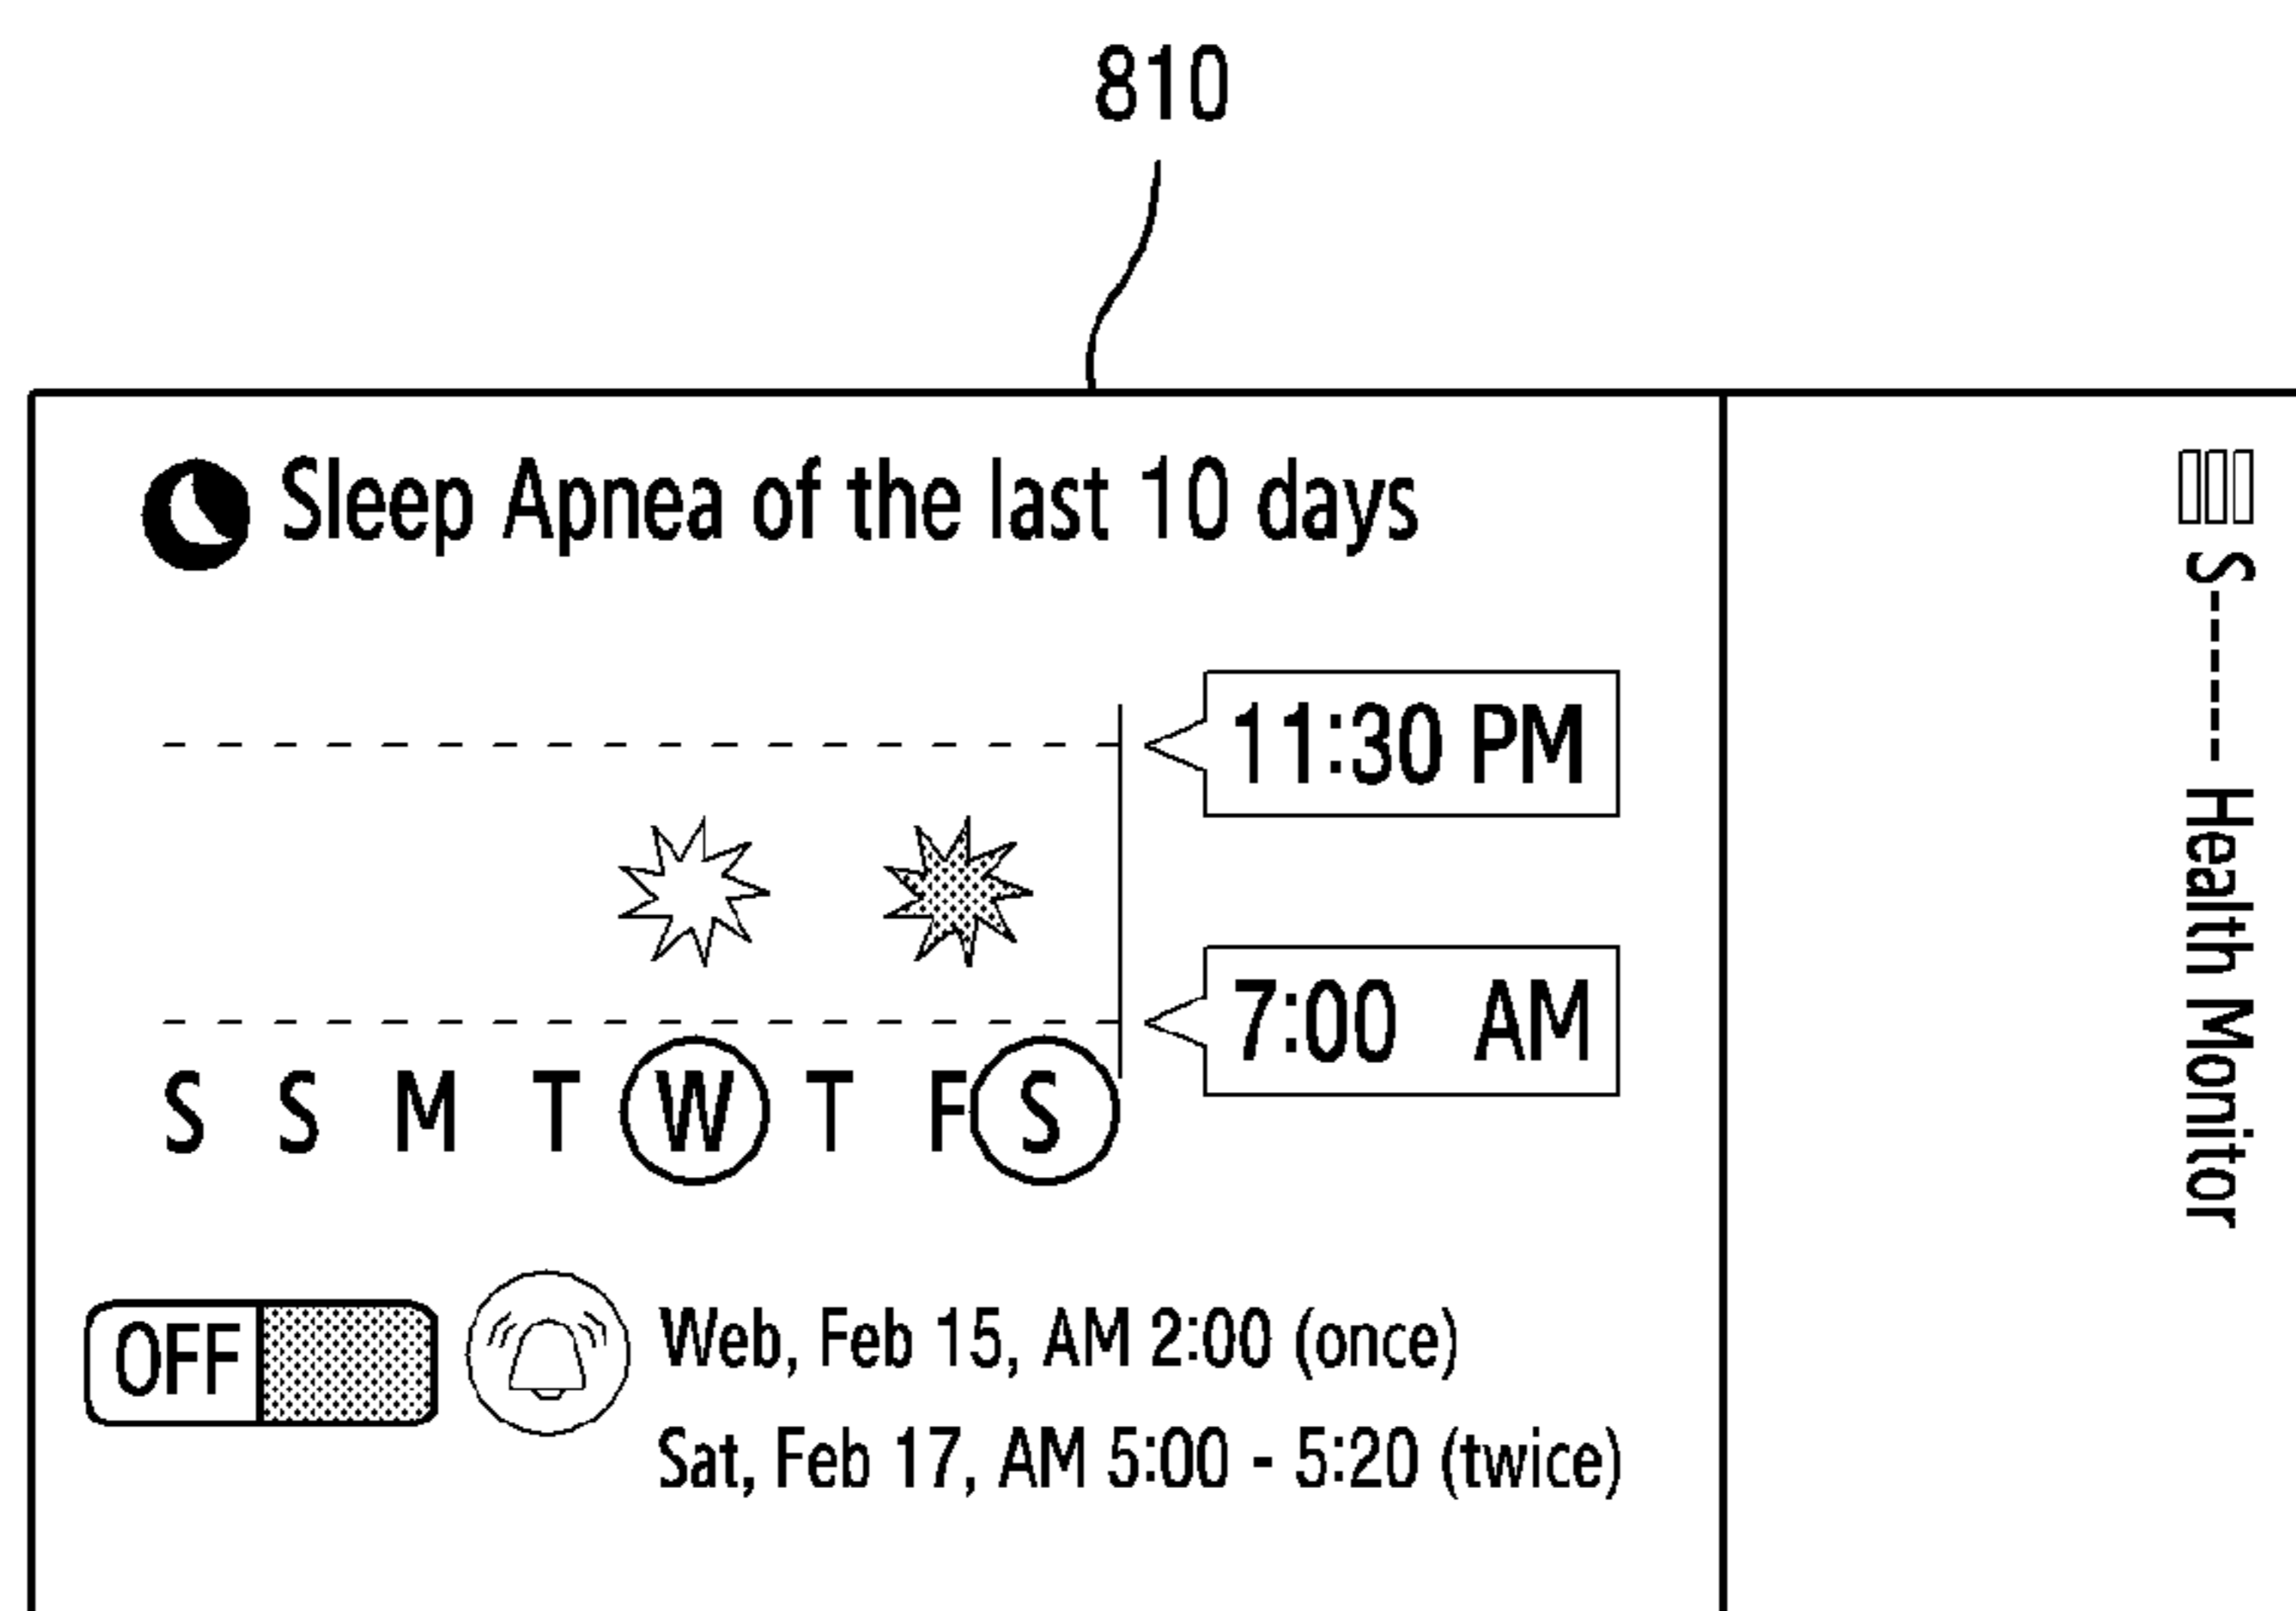 810
Sleep Apnea of the last 10 days
11:30 PM
7:00 AM
S S M T W T F S
OFF
Web, Feb 15, AM 2:00 (once)
Sat, Feb 17, AM 5:00 - 5:20 (twice)
S------ Health Monitor